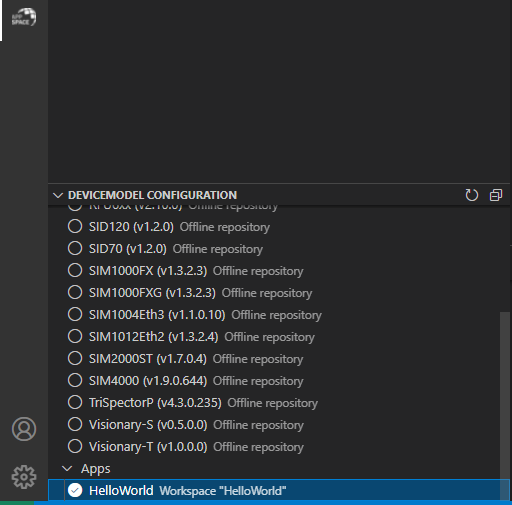 APP
SPACE
DEVICEMODEL CONFIGURATION
(v2.10.0) Offline repository
SID120 (v1.2.0) Offline repository
SID70 (v1.2.0) Offline repository
SIM1000FX (v1.3.2.3) Offline repository
SIM1000FXG (v1.3.2.3) Offline repository
SIM1004Eth3 (v1.1.0.10) Offline repository
SIM1012Eth2 (v1.3.2.4) Offline repository
SIM2000ST (v1.7.0.4) Offline repository
SIM4000 (v1.9.0.644) Offline repository
TriSpectorP (v4.3.0.235) Offline repository
Visionary-S (v0.5.0.0) Offline repository
Visionary-T (v1.0.0.0) Offline repository
Apps
HelloWorld Workspace "HelloWorld"